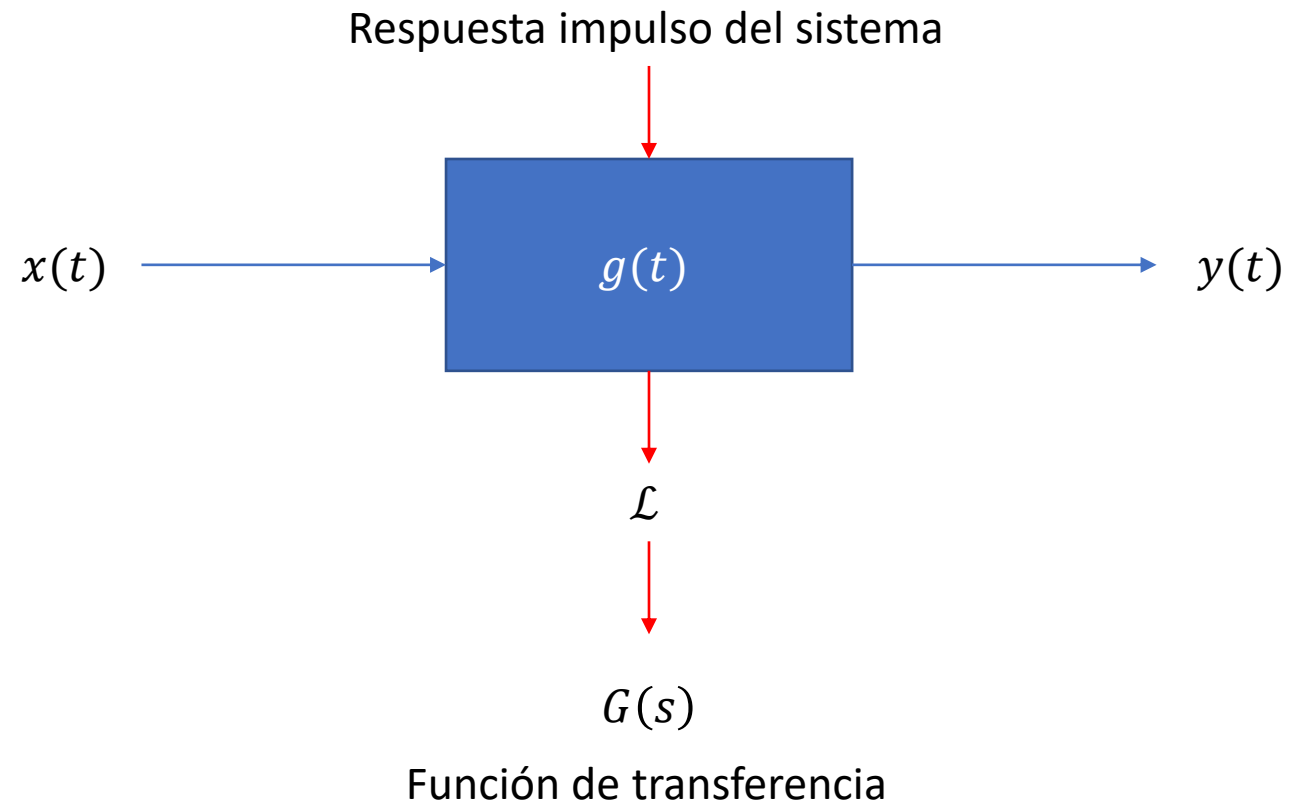 Respuesta impulso del sistema
x(t)
g(t)
y(t)
ℒ
G(s)
Función de transferencia